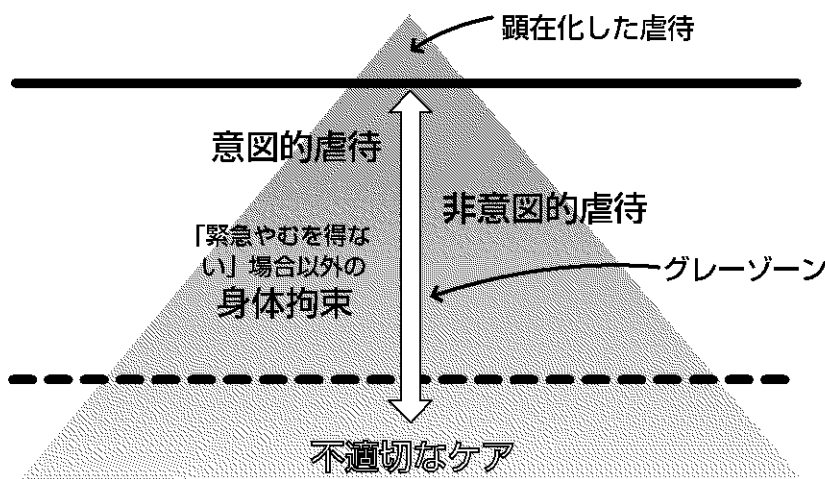 顕在化した虐待
意図的虐待
非意図的虐待
「緊急やむを得な
い」場合以外の
身体拘束
グレーゾーン
不適切なケア